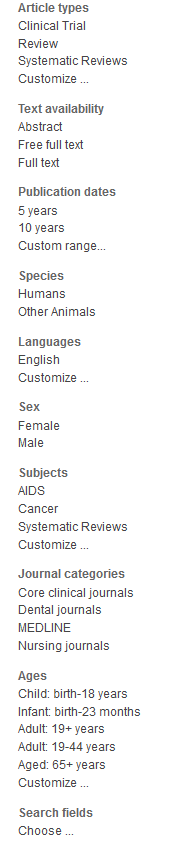 Article types
Clinical Trial
Review
Systematic Reviews
Customize ...
Text availability
Abstract
Free full text
Full text
Publication dates
5 years
10 years
Custom range...
Species
Humans
Other Animals
Languages
English
Customize ...
Sex
Female
Male
Subjects
AIDS
Cancer
Systematic Reviews
Customize ...
Journal categories
Core clinical journals
Dental journals
MEDLINE
Nursing journals
Ages
Child: birth-18 years
Infant: birth-23 months
Adult: 19+ years
Adult: 19-44 years
Aged: 65+ years
Customize ...
Search fields
Choose ...